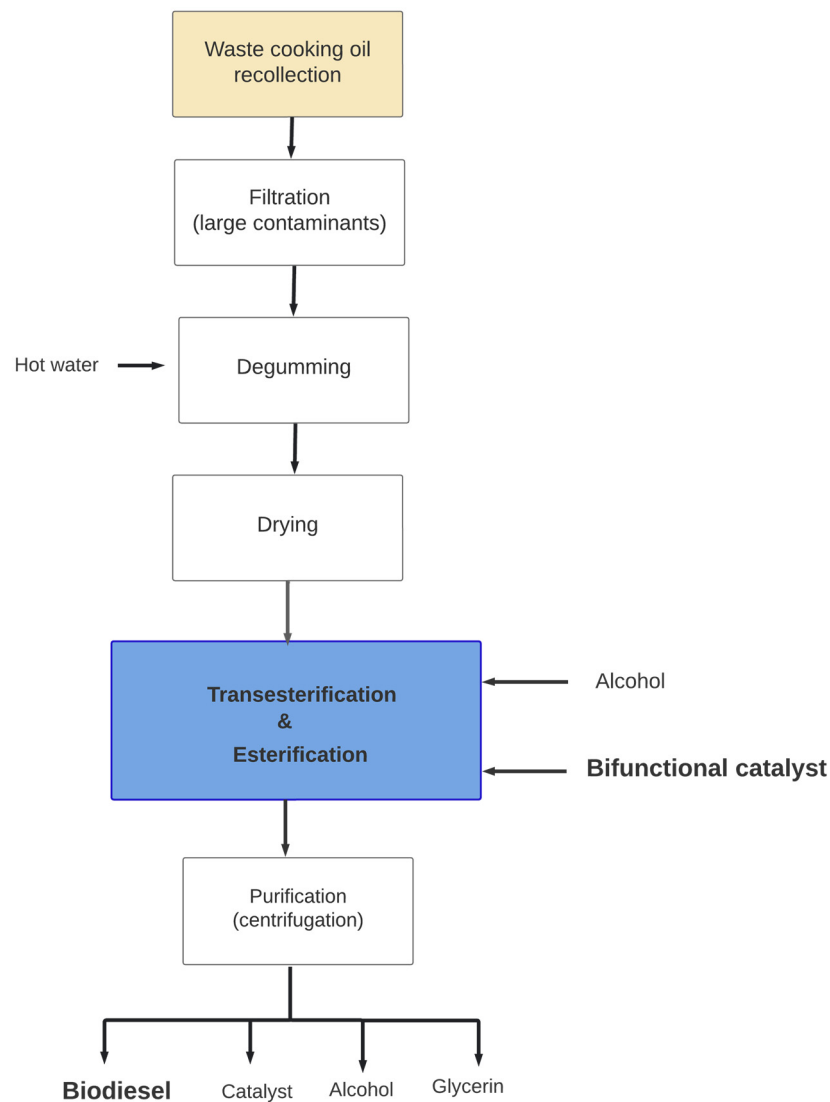 Waste cooking oil
recollection
Filtration
(large contaminants)
Hot water
Degumming
Drying
Transesterification
&
Esterification
Alcohol
Bifunctional catalyst
Purification
(centrifugation)
Biodiesel
Catalyst
Alcohol
Glycerin